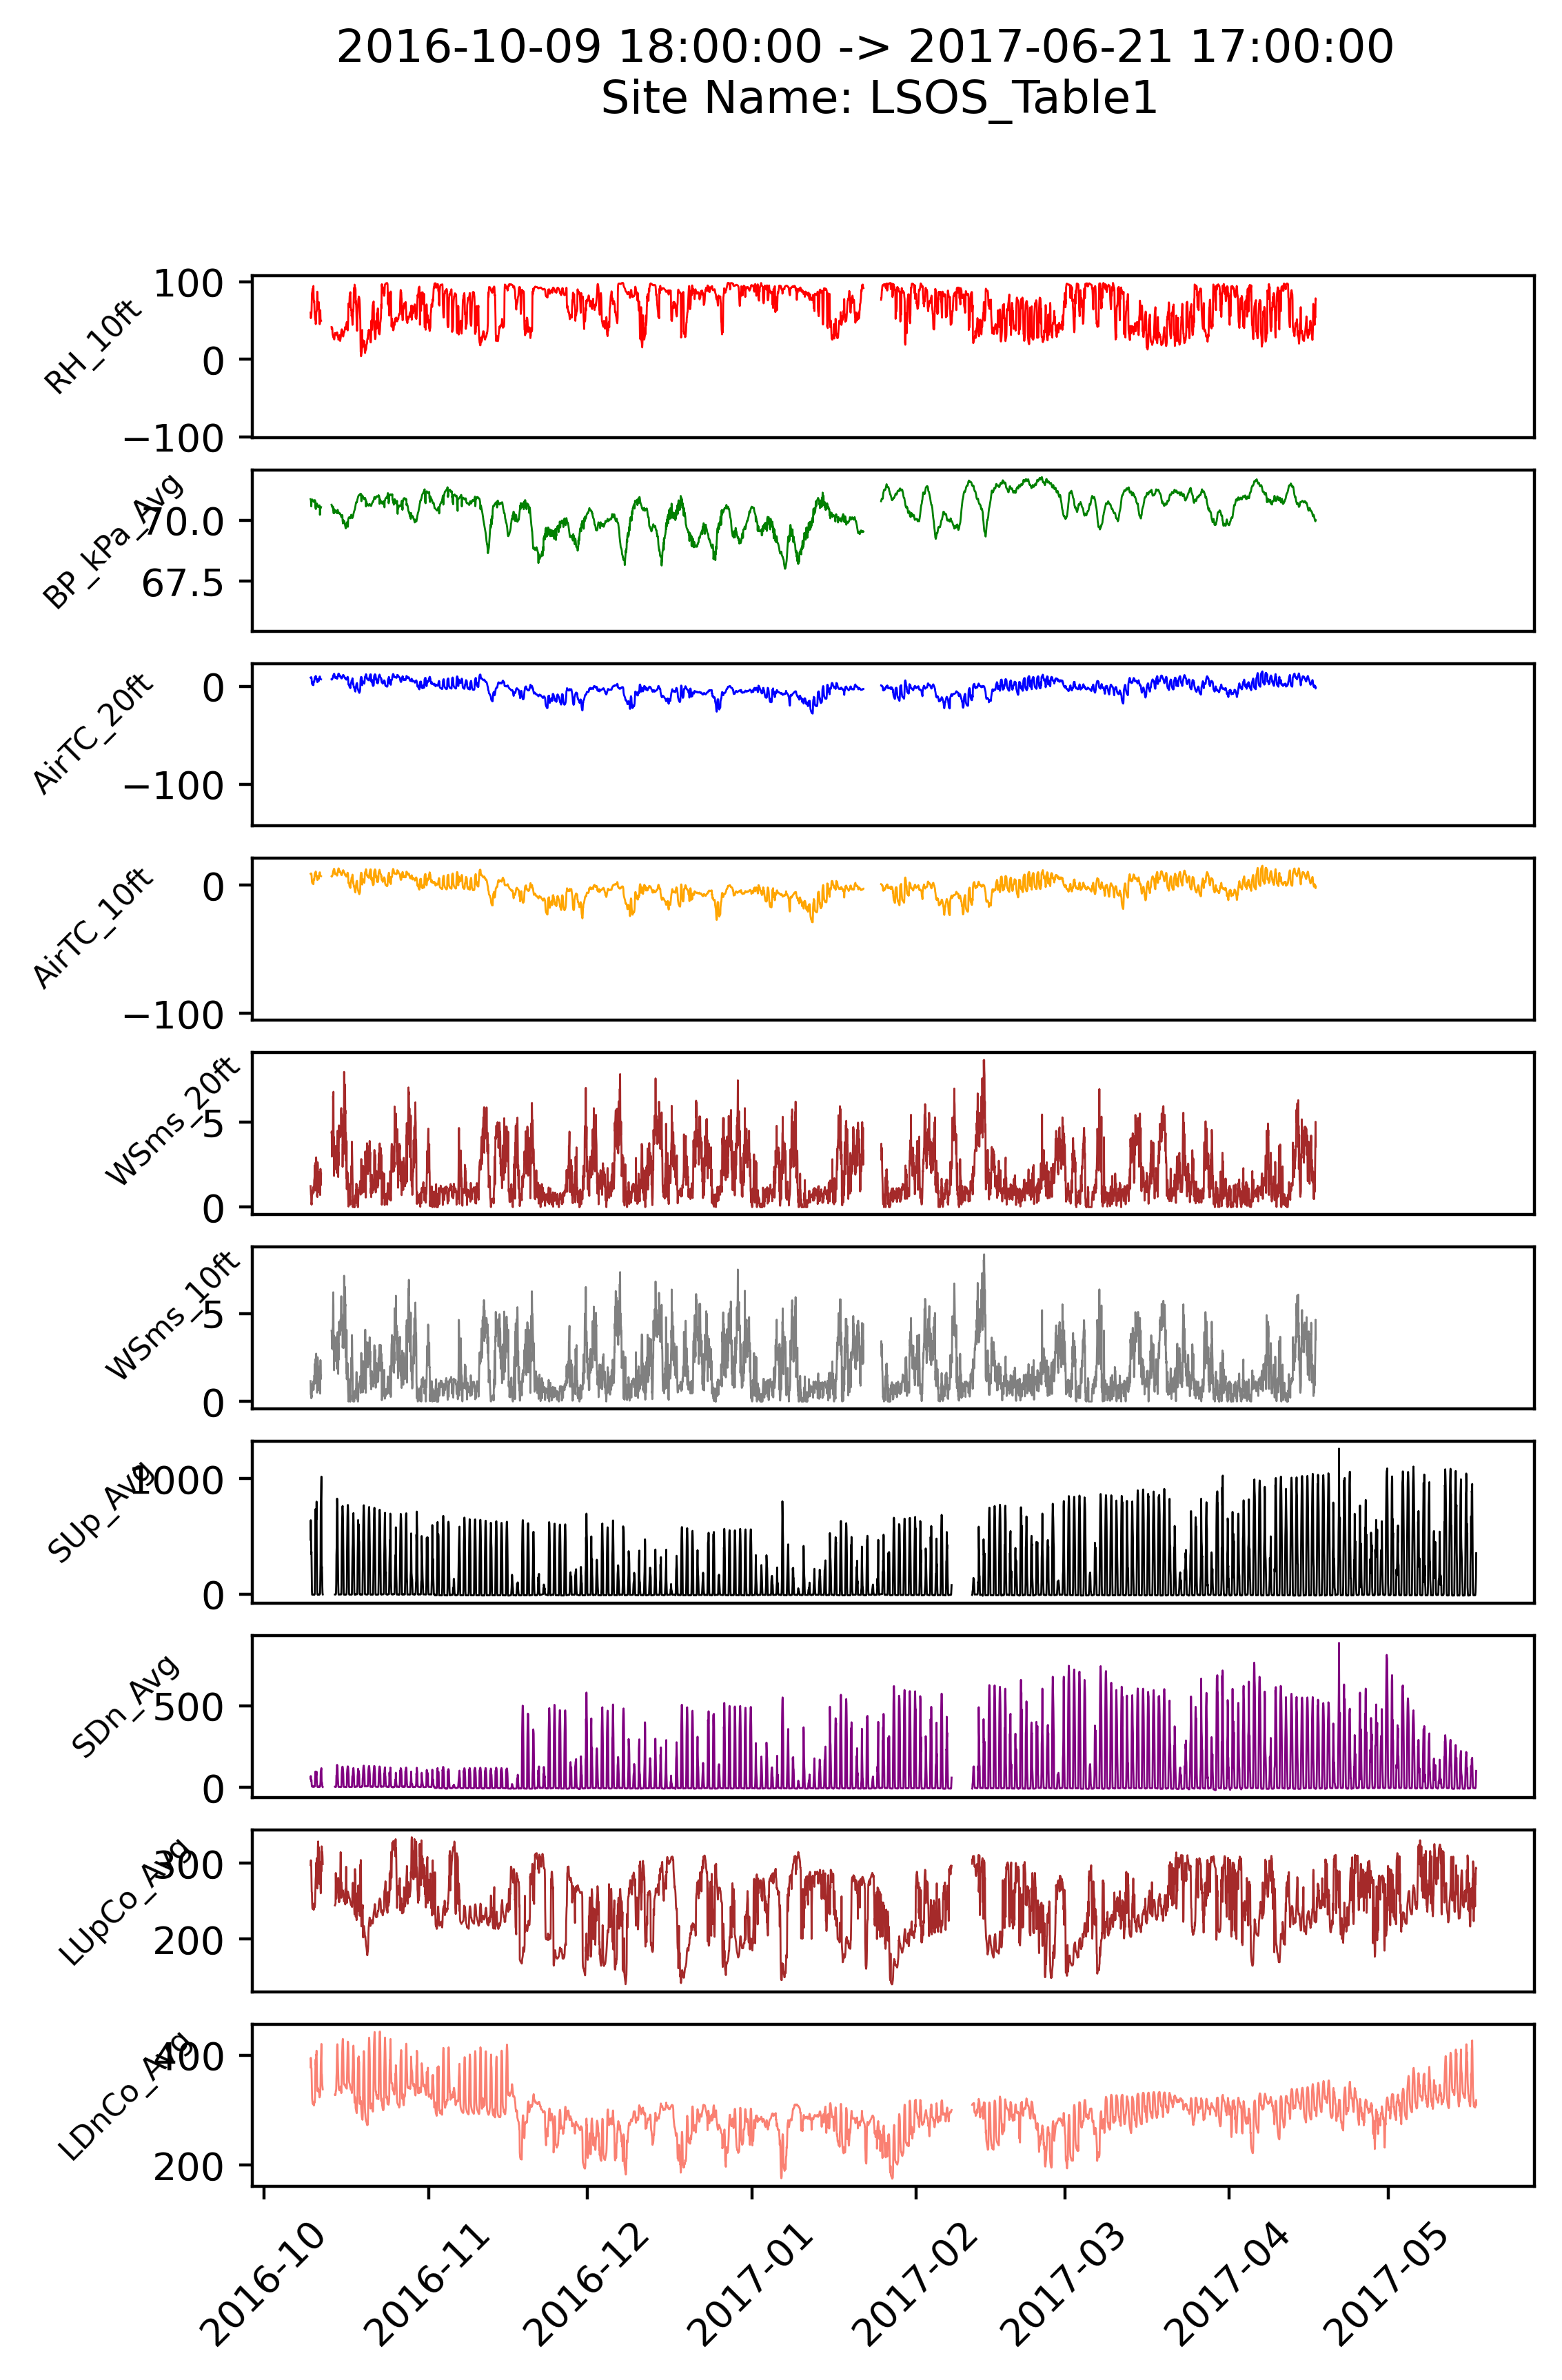 2016-10-09 18:00:00 -> 2017-06-21 17:00:00
Site Name: LSOS_Table1
RH_10ft
100
0
−100
BP_kPa_Avg
70.0
67.5
AirTC_20ft
0
−100
AirTC_10ft
0
−100
WSms_20ft
5
0
WSms_10ft
5
0
SUp_Avg
1000
0
SDn_Avg
500
0
LUpCo_Avg
300
200
LDnCo_Avg
400
200
2016-10
2016-11
2016-12
2017-01
2017-02
2017-03
2017-04
2017-05